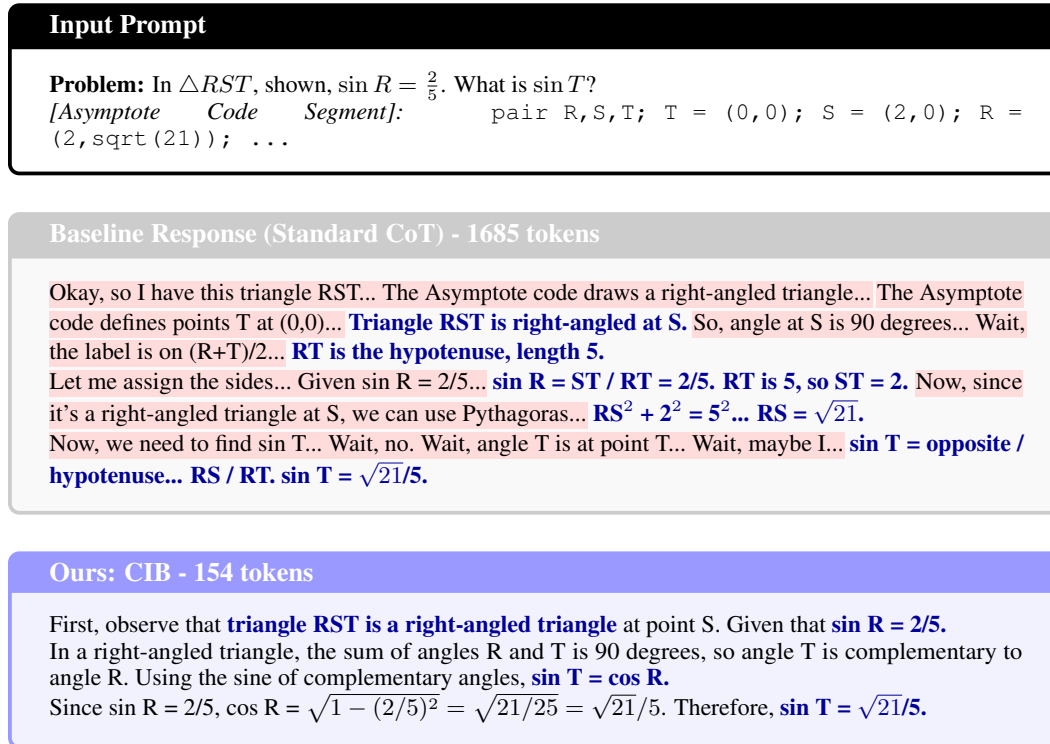 Input Prompt
Problem: In △RST, shown, sin R = 2/5. What is sin T?
[Asymptote Code Segment]: pair R,S,T; T = (0,0); S = (2,0); R =
(2,sqrt(21)); ...
Baseline Response (Standard CoT) - 1685 tokens
Okay, so I have this triangle RST... The Asymptote code draws a right-angled triangle... The Asymptote
code defines points T at (0,0)... Triangle RST is right-angled at S. So, angle at S is 90 degrees... Wait,
the label is on (R+T)/2... RT is the hypotenuse, length 5.
Let me assign the sides... Given sin R = 2/5... sin R = ST / RT = 2/5. RT is 5, so ST = 2. Now, since
it's a right-angled triangle at S, we can use Pythagoras... RS² + 2² = 5²... RS = √21.
Now, we need to find sin T... Wait, no. Wait, angle T is at point T... Wait, maybe I... sin T = opposite /
hypotenuse... RS / RT. sin T = √21/5.
Ours: CIB - 154 tokens
First, observe that triangle RST is a right-angled triangle at point S. Given that sin R = 2/5.
In a right-angled triangle, the sum of angles R and T is 90 degrees, so angle T is complementary to
angle R. Using the sine of complementary angles, sin T = cos R.
Since sin R = 2/5, cos R = √(1 − (2/5)²) = √(21/25) = √21/5. Therefore, sin T = √21/5.